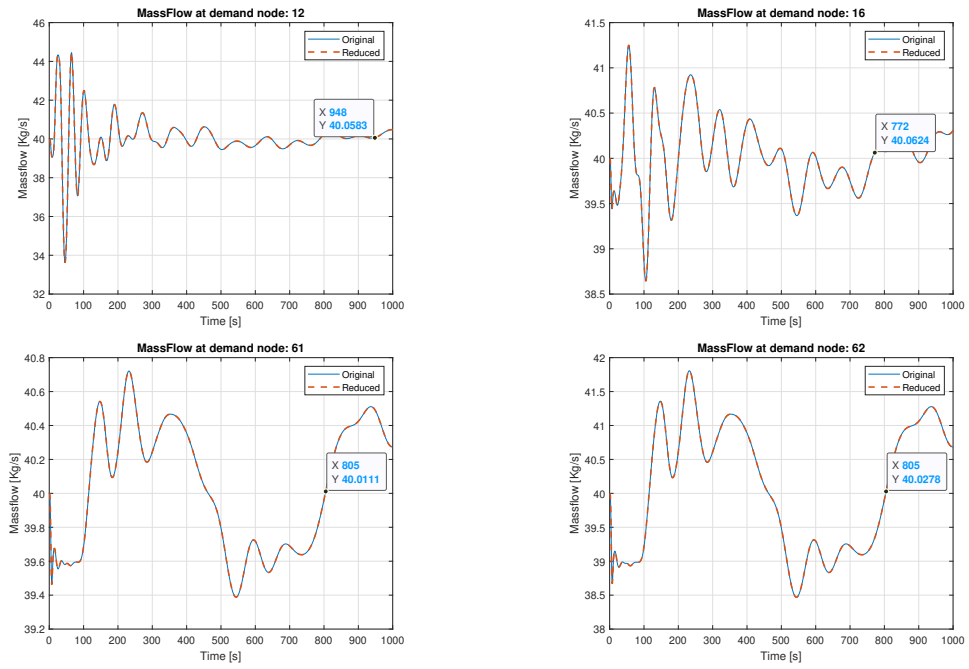 MassFlow at demand node: 12
46
44
42
40
38
36
34
32
Massflow [Kg/s]
Original
Reduced
X 948
Y 40.0583
0 100 200 300 400 500 600 700 800 900 1000
Time [s]
MassFlow at demand node: 16
41.5
41
40.5
40
39.5
39
38.5
Massflow [Kg/s]
Original
Reduced
X 772
Y 40.0624
0 100 200 300 400 500 600 700 800 900 1000
Time [s]
MassFlow at demand node: 61
40.8
40.6
40.4
40.2
40
39.8
39.6
39.4
39.2
Massflow [Kg/s]
Original
Reduced
X 805
Y 40.0111
0 100 200 300 400 500 600 700 800 900 1000
Time [s]
MassFlow at demand node: 62
42
41.5
41
40.5
40
39.5
39
38.5
38
Massflow [Kg/s]
Original
Reduced
X 805
Y 40.0278
0 100 200 300 400 500 600 700 800 900 1000
Time [s]